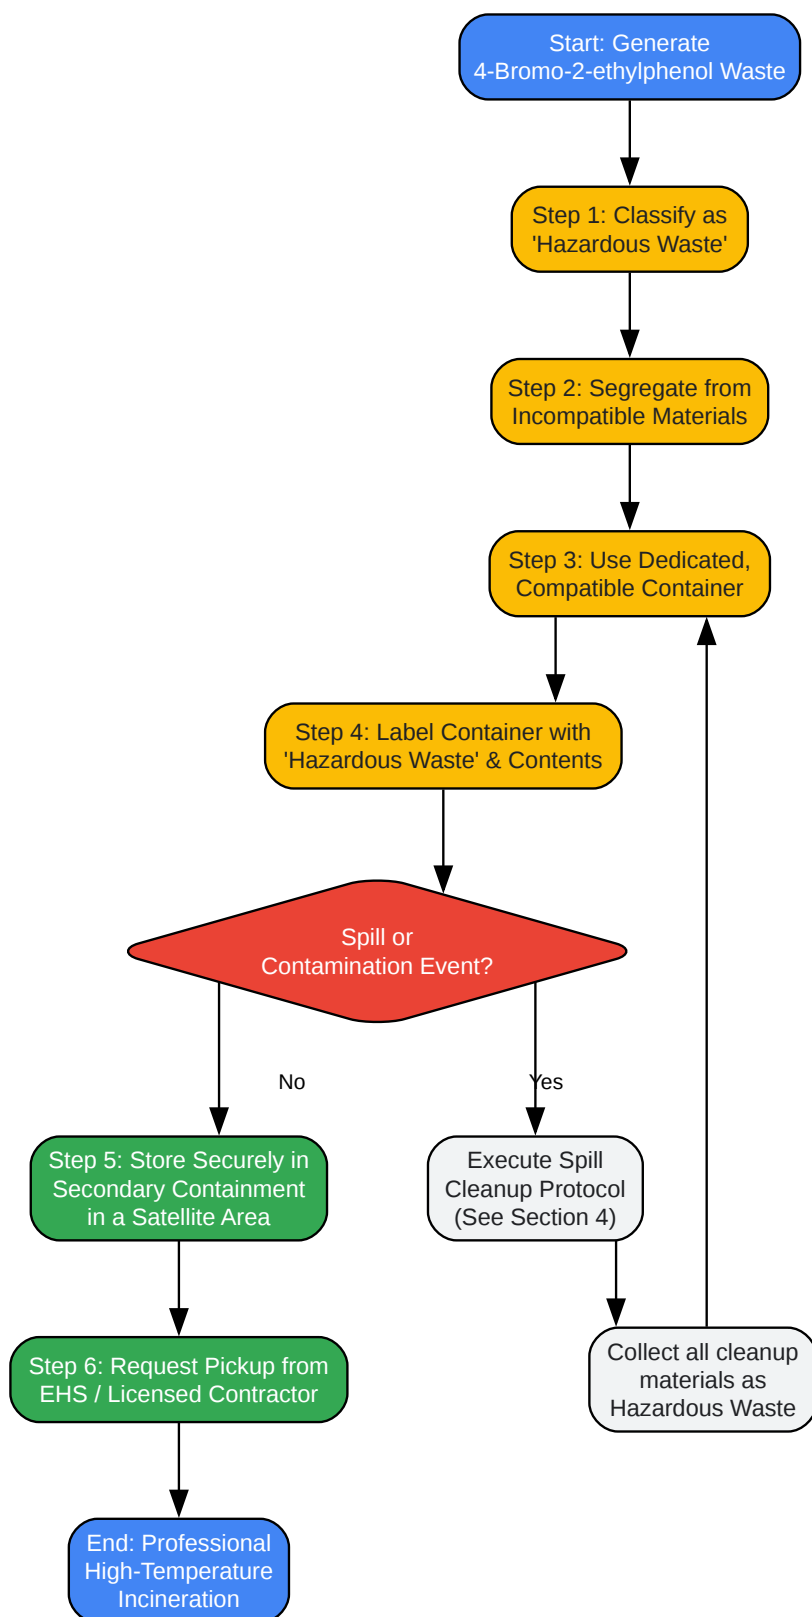 Start: Generate
4-Bromo-2-ethylphenol Waste
Step 1: Classify as
'Hazardous Waste'
Step 2: Segregate from
Incompatible Materials
Step 3: Use Dedicated,
Compatible Container
Step 4: Label Container with
'Hazardous Waste' & Contents
Spill or
Contamination Event?
No
Yes
Step 5: Store Securely in
Secondary Containment
in a Satellite Area
Execute Spill
Cleanup Protocol
(See Section 4)
Step 6: Request Pickup from
EHS / Licensed Contractor
Collect all cleanup
materials as
Hazardous Waste
End: Professional
High-Temperature
Incineration